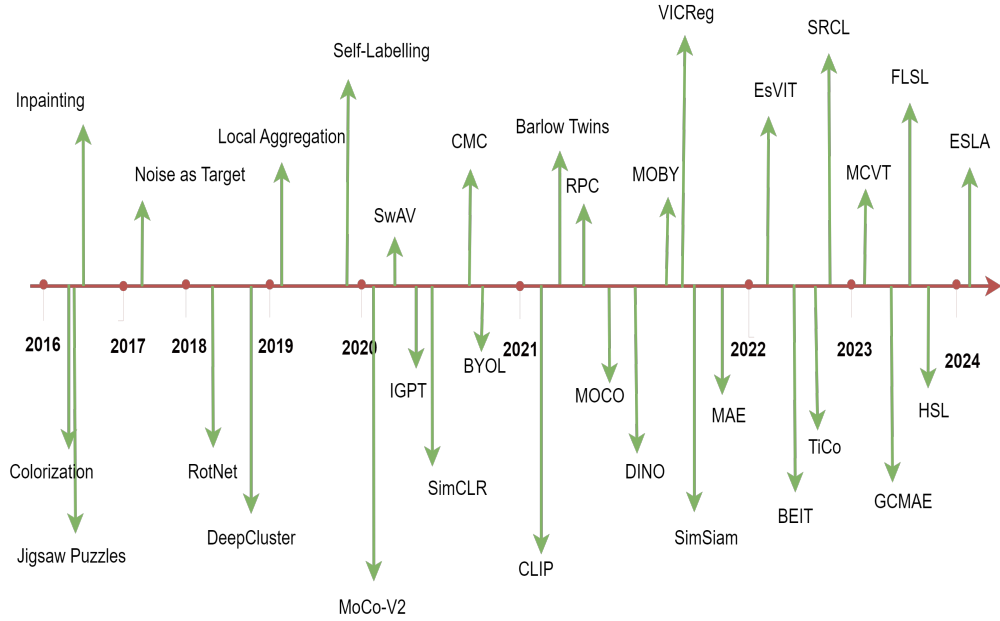 VICReg
SRCL
Self-Labelling
FLSL
EsVIT
Inpainting
Local Aggregation
CMC
Barlow Twins
ESLA
Noise as Target
MOBY
MCVT
RPC
SwAV
2016
2017
2018
2019
2020
2021
2022
2023
2024
BYOL
IGPT
MOCO
MAE
HSL
TiCo
Colorization
RotNet
DINO
SimCLR
GCMAE
BEIT
DeepCluster
SimSiam
Jigsaw Puzzles
CLIP
MoCo-V2